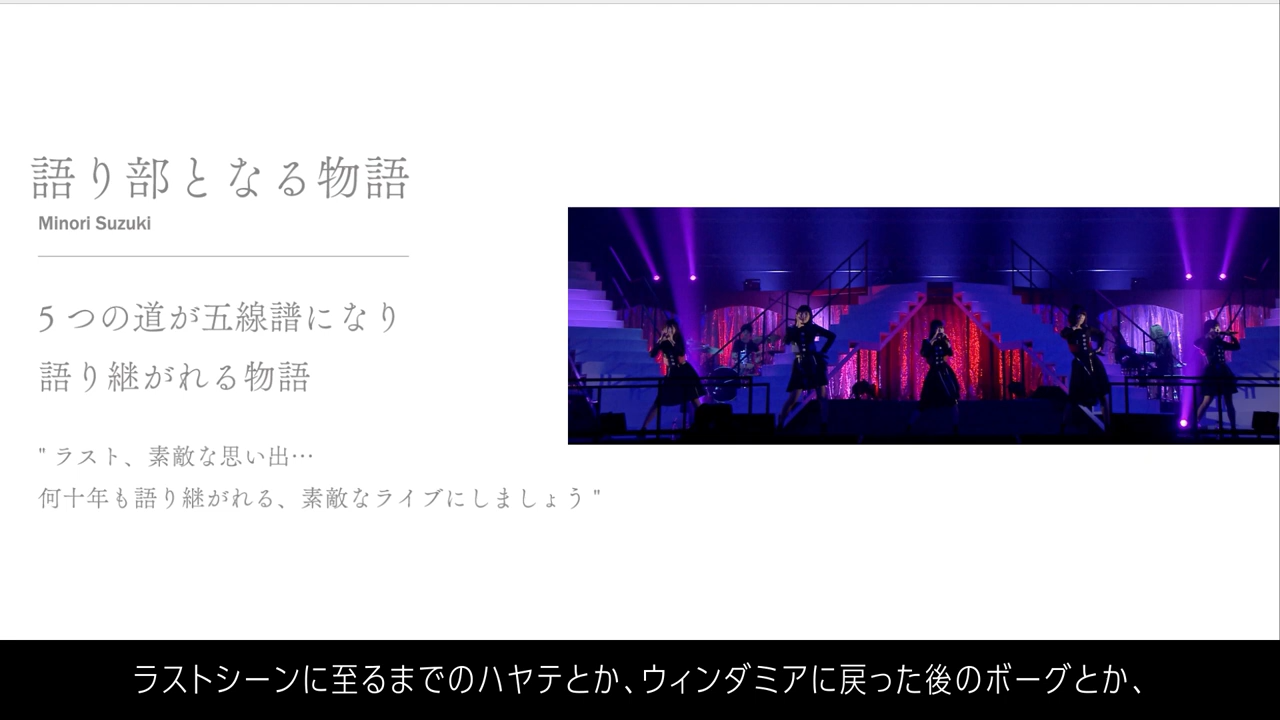 語り部となる物語
Minori Suzuki
5つの道が五線譜になり
語り継がれる物語
" ラスト、素敵な思い出…
何十年も語り継がれる、素敵なライブにしましょう "
ラストシーンに至るまでのハヤテとか、ウィンダミアに戻った後のボーグとか、